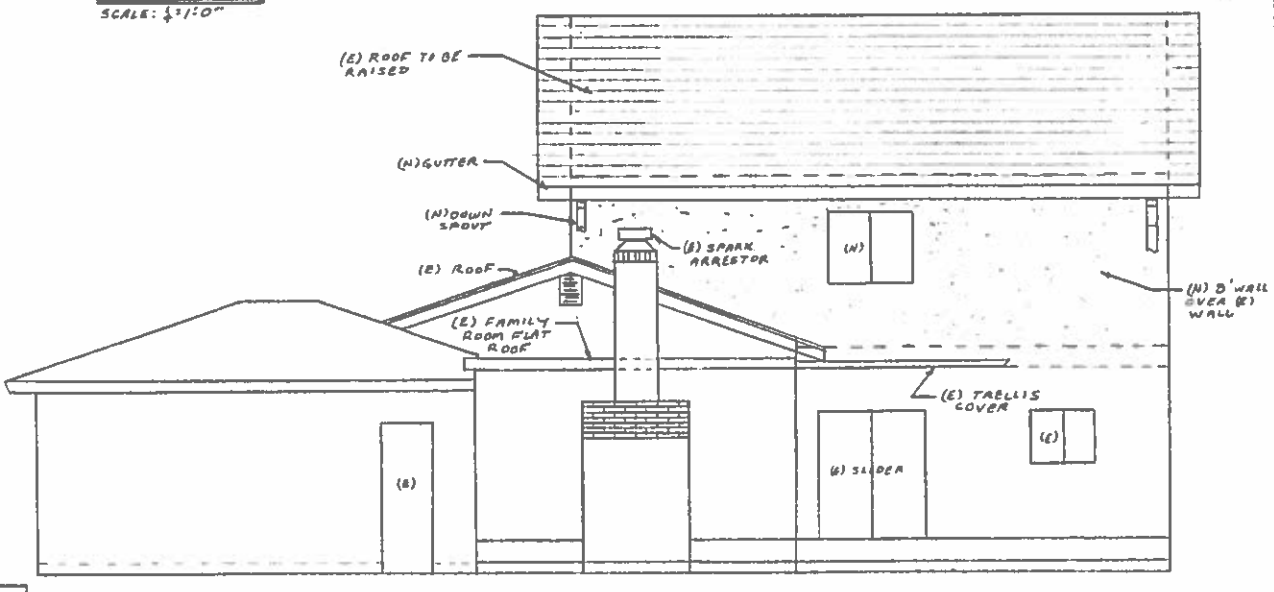 SCALE: ¼"=1'-0"
(E) ROOF TO BE
RAISED
(N) GUTTER
(N) DOWN
SPOUT
(E) SPARK
ARRESTOR
(N)
(E) ROOF
(N) 8' WALL
OVER (E)
WALL
(E) FAMILY
ROOM FLAT
ROOF
(E) TRELLIS
COVER
(E)
(E) SLIDER
(E)